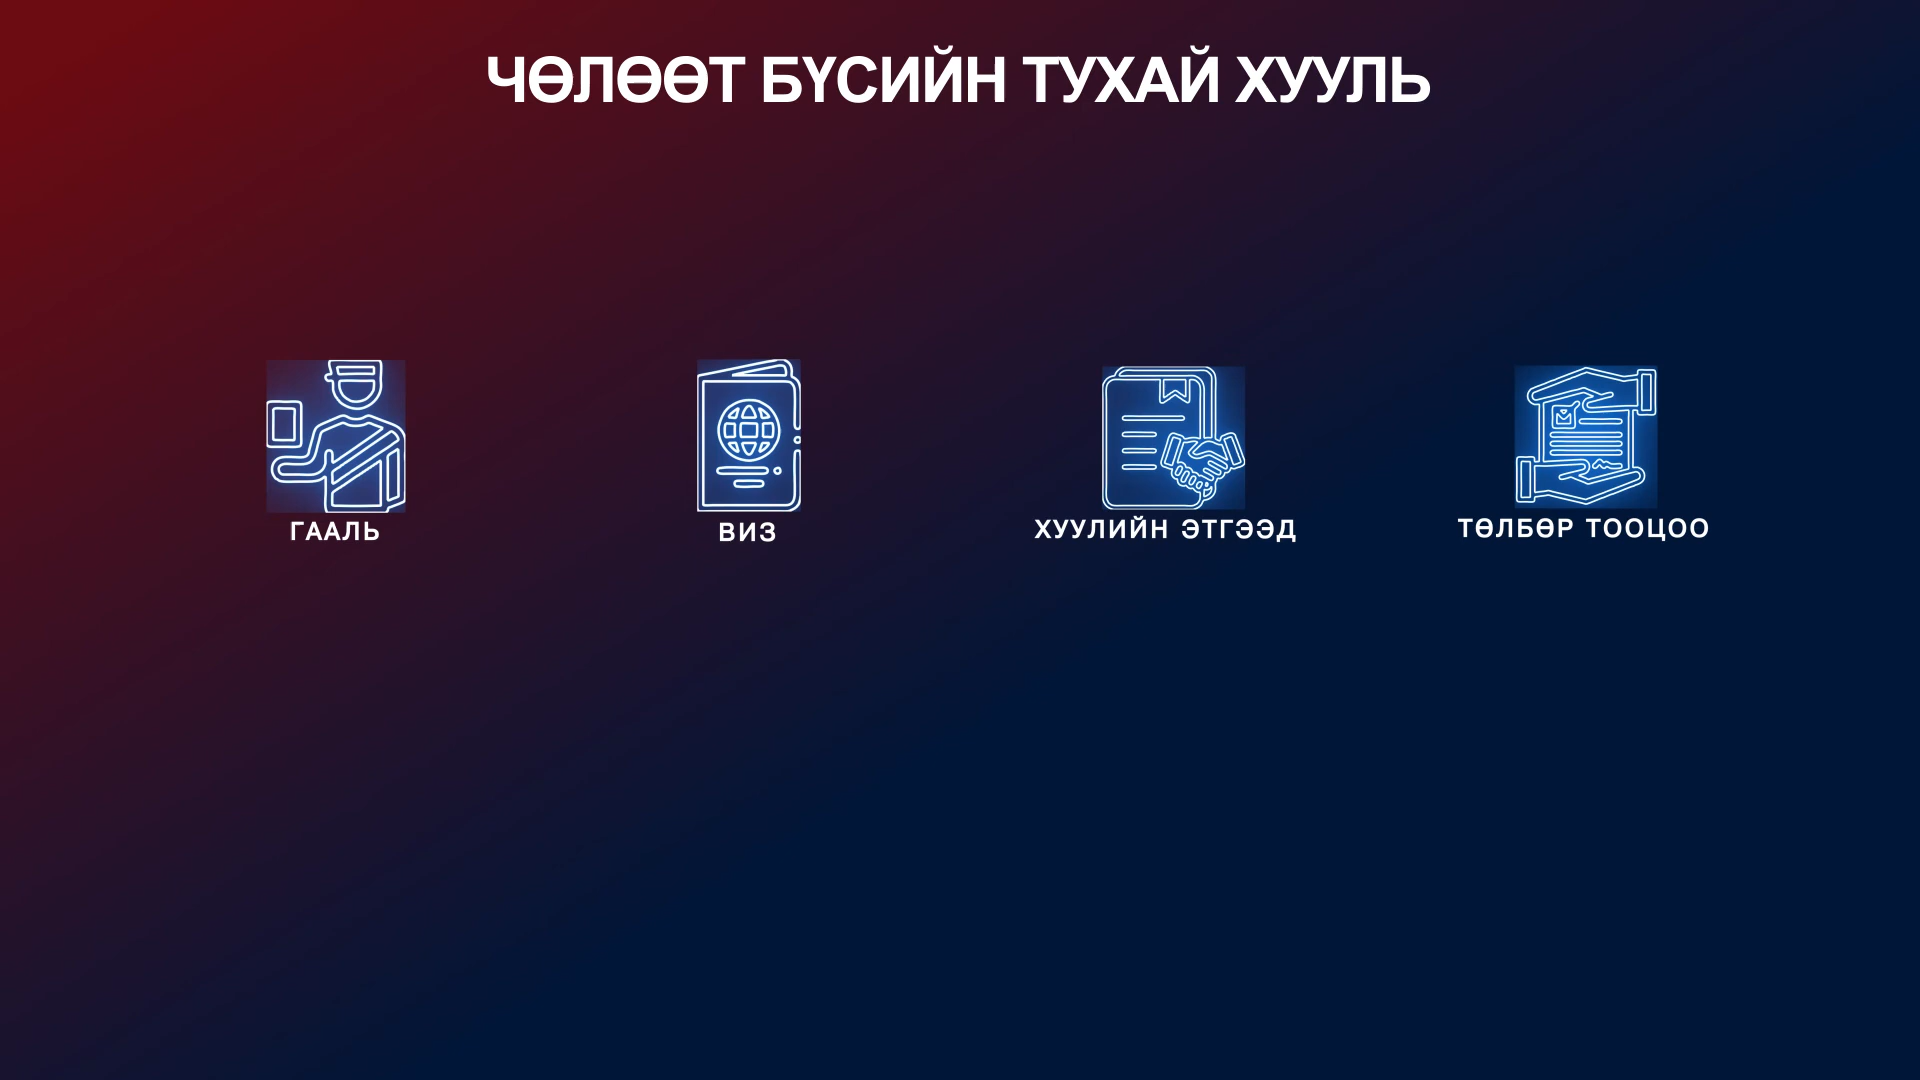 ЧӨЛӨӨТ БҮСИЙН ТУХАЙ ХУУЛЬ
ГААЛЬ
ВИЗ
ХУУЛИЙН ЭТГЭЭД
ТӨЛБӨР ТООЦОО